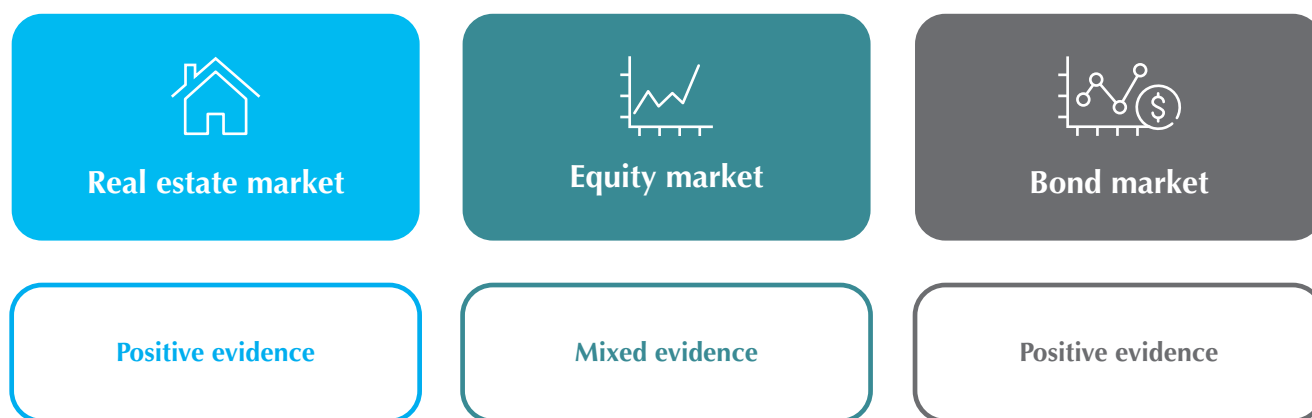 Real estate market
Equity market
Bond market
$
Positive evidence
Mixed evidence
Positive evidence